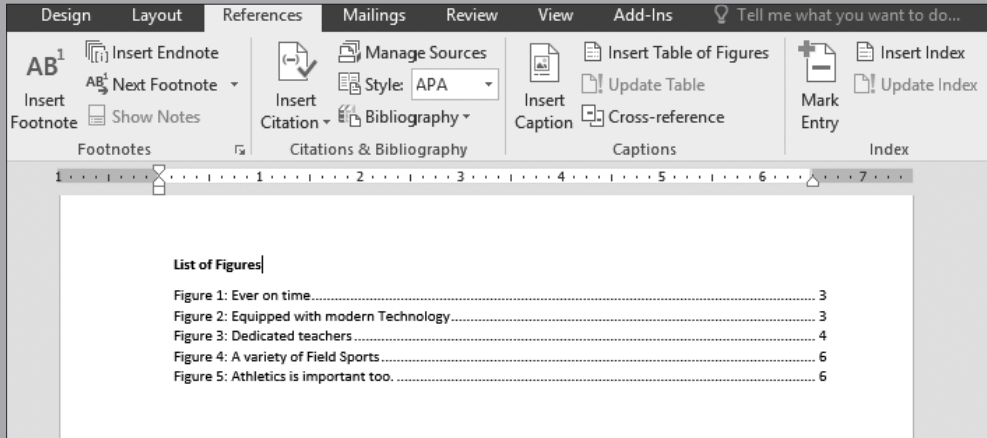 Design Layout References Mailings Review View Add-Ins Tell me what you want to do...
AB1 Insert Footnote
Insert Endnote
AB1 Next Footnote
Show Notes
Footnotes
Insert Citation
Manage Sources
Style: APA
Bibliography
Citations & Bibliography
Insert Caption
Insert Table of Figures
Update Table
Cross-reference
Captions
Mark Entry
Insert Index
Update Index
Index
1 1 2 3 4 5 6 7
List of Figures
Figure 1: Ever on time 3
Figure 2: Equipped with modern Technology 3
Figure 3: Dedicated teachers 4
Figure 4: A variety of Field Sports 6
Figure 5: Athletics is important too. 6